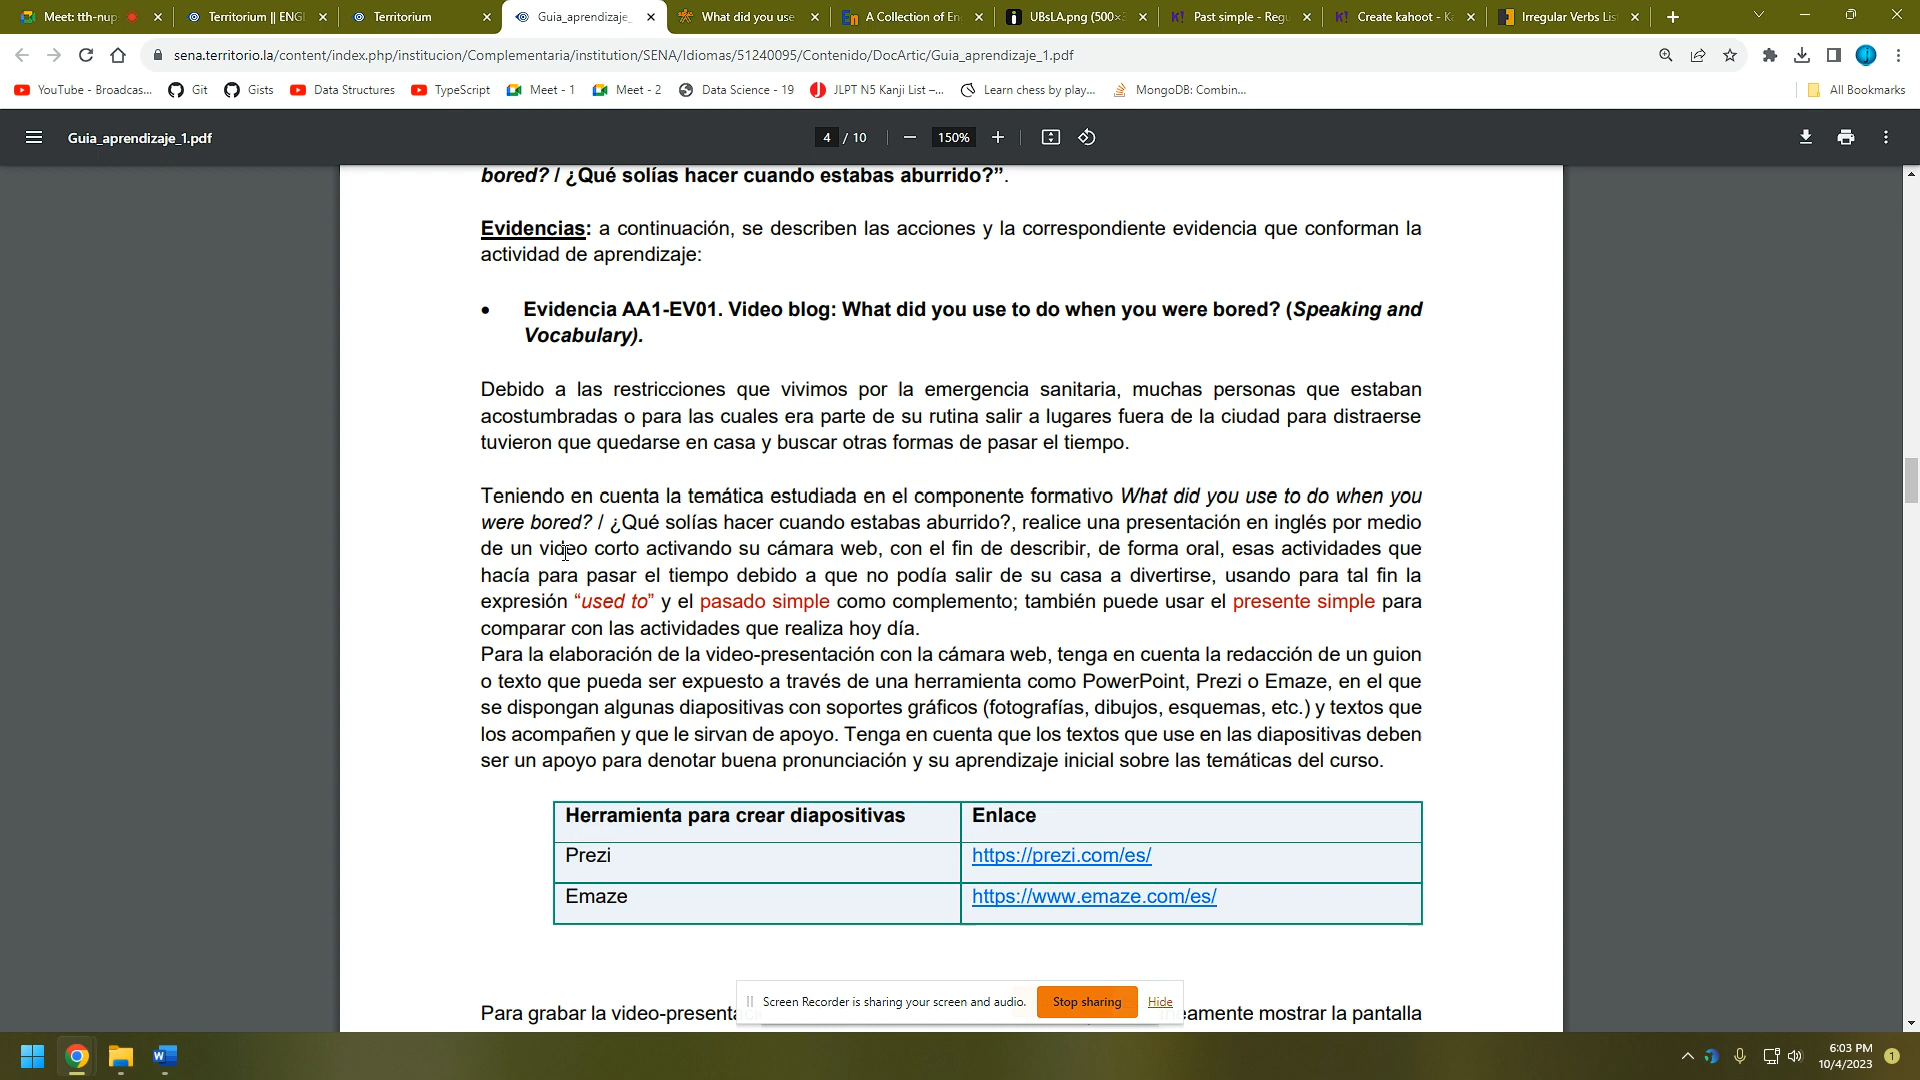 Meet: tth-nup
Territorium || ENGL
Territorium
Guia_aprendizaje_
What did you use
A Collection of En
UBsLA.png (500×
Past simple - Regu
Create kahoot - Ka
Irregular Verbs Lis
sena.territorio.la/content/index.php/institucion/Complementaria/institution/SENA/Idiomas/51240095/Contenido/DocArtic/Guia_aprendizaje_1.pdf
YouTube - Broadcas...
Git
Gists
Data Structures
TypeScript
Meet - 1
Meet - 2
Data Science - 19
JLPT N5 Kanji List –...
Learn chess by play...
MongoDB: Combin...
All Bookmarks
Guia_aprendizaje_1.pdf
4 / 10
150%
bored? / ¿Qué solías hacer cuando estabas aburrido?”.
Evidencias: a continuación, se describen las acciones y la correspondiente evidencia que conforman la
actividad de aprendizaje:
• Evidencia AA1-EV01. Video blog: What did you use to do when you were bored? (Speaking and
Vocabulary).
Debido a las restricciones que vivimos por la emergencia sanitaria, muchas personas que estaban
acostumbradas o para las cuales era parte de su rutina salir a lugares fuera de la ciudad para distraerse
tuvieron que quedarse en casa y buscar otras formas de pasar el tiempo.
Teniendo en cuenta la temática estudiada en el componente formativo What did you use to do when you
were bored? / ¿Qué solías hacer cuando estabas aburrido?, realice una presentación en inglés por medio
de un video corto activando su cámara web, con el fin de describir, de forma oral, esas actividades que
hacía para pasar el tiempo debido a que no podía salir de su casa a divertirse, usando para tal fin la
expresión “used to” y el pasado simple como complemento; también puede usar el presente simple para
comparar con las actividades que realiza hoy día.
Para la elaboración de la video-presentación con la cámara web, tenga en cuenta la redacción de un guion
o texto que pueda ser expuesto a través de una herramienta como PowerPoint, Prezi o Emaze, en el que
se dispongan algunas diapositivas con soportes gráficos (fotografías, dibujos, esquemas, etc.) y textos que
los acompañen y que le sirvan de apoyo. Tenga en cuenta que los textos que use en las diapositivas deben
ser un apoyo para denotar buena pronunciación y su aprendizaje inicial sobre las temáticas del curso.
Herramienta para crear diapositivas
Enlace
Prezi
https://prezi.com/es/
Emaze
https://www.emaze.com/es/
Para grabar la video-presenta
eamente mostrar la pantalla
Screen Recorder is sharing your screen and audio.
Stop sharing
Hide
6:03 PM
10/4/2023
1